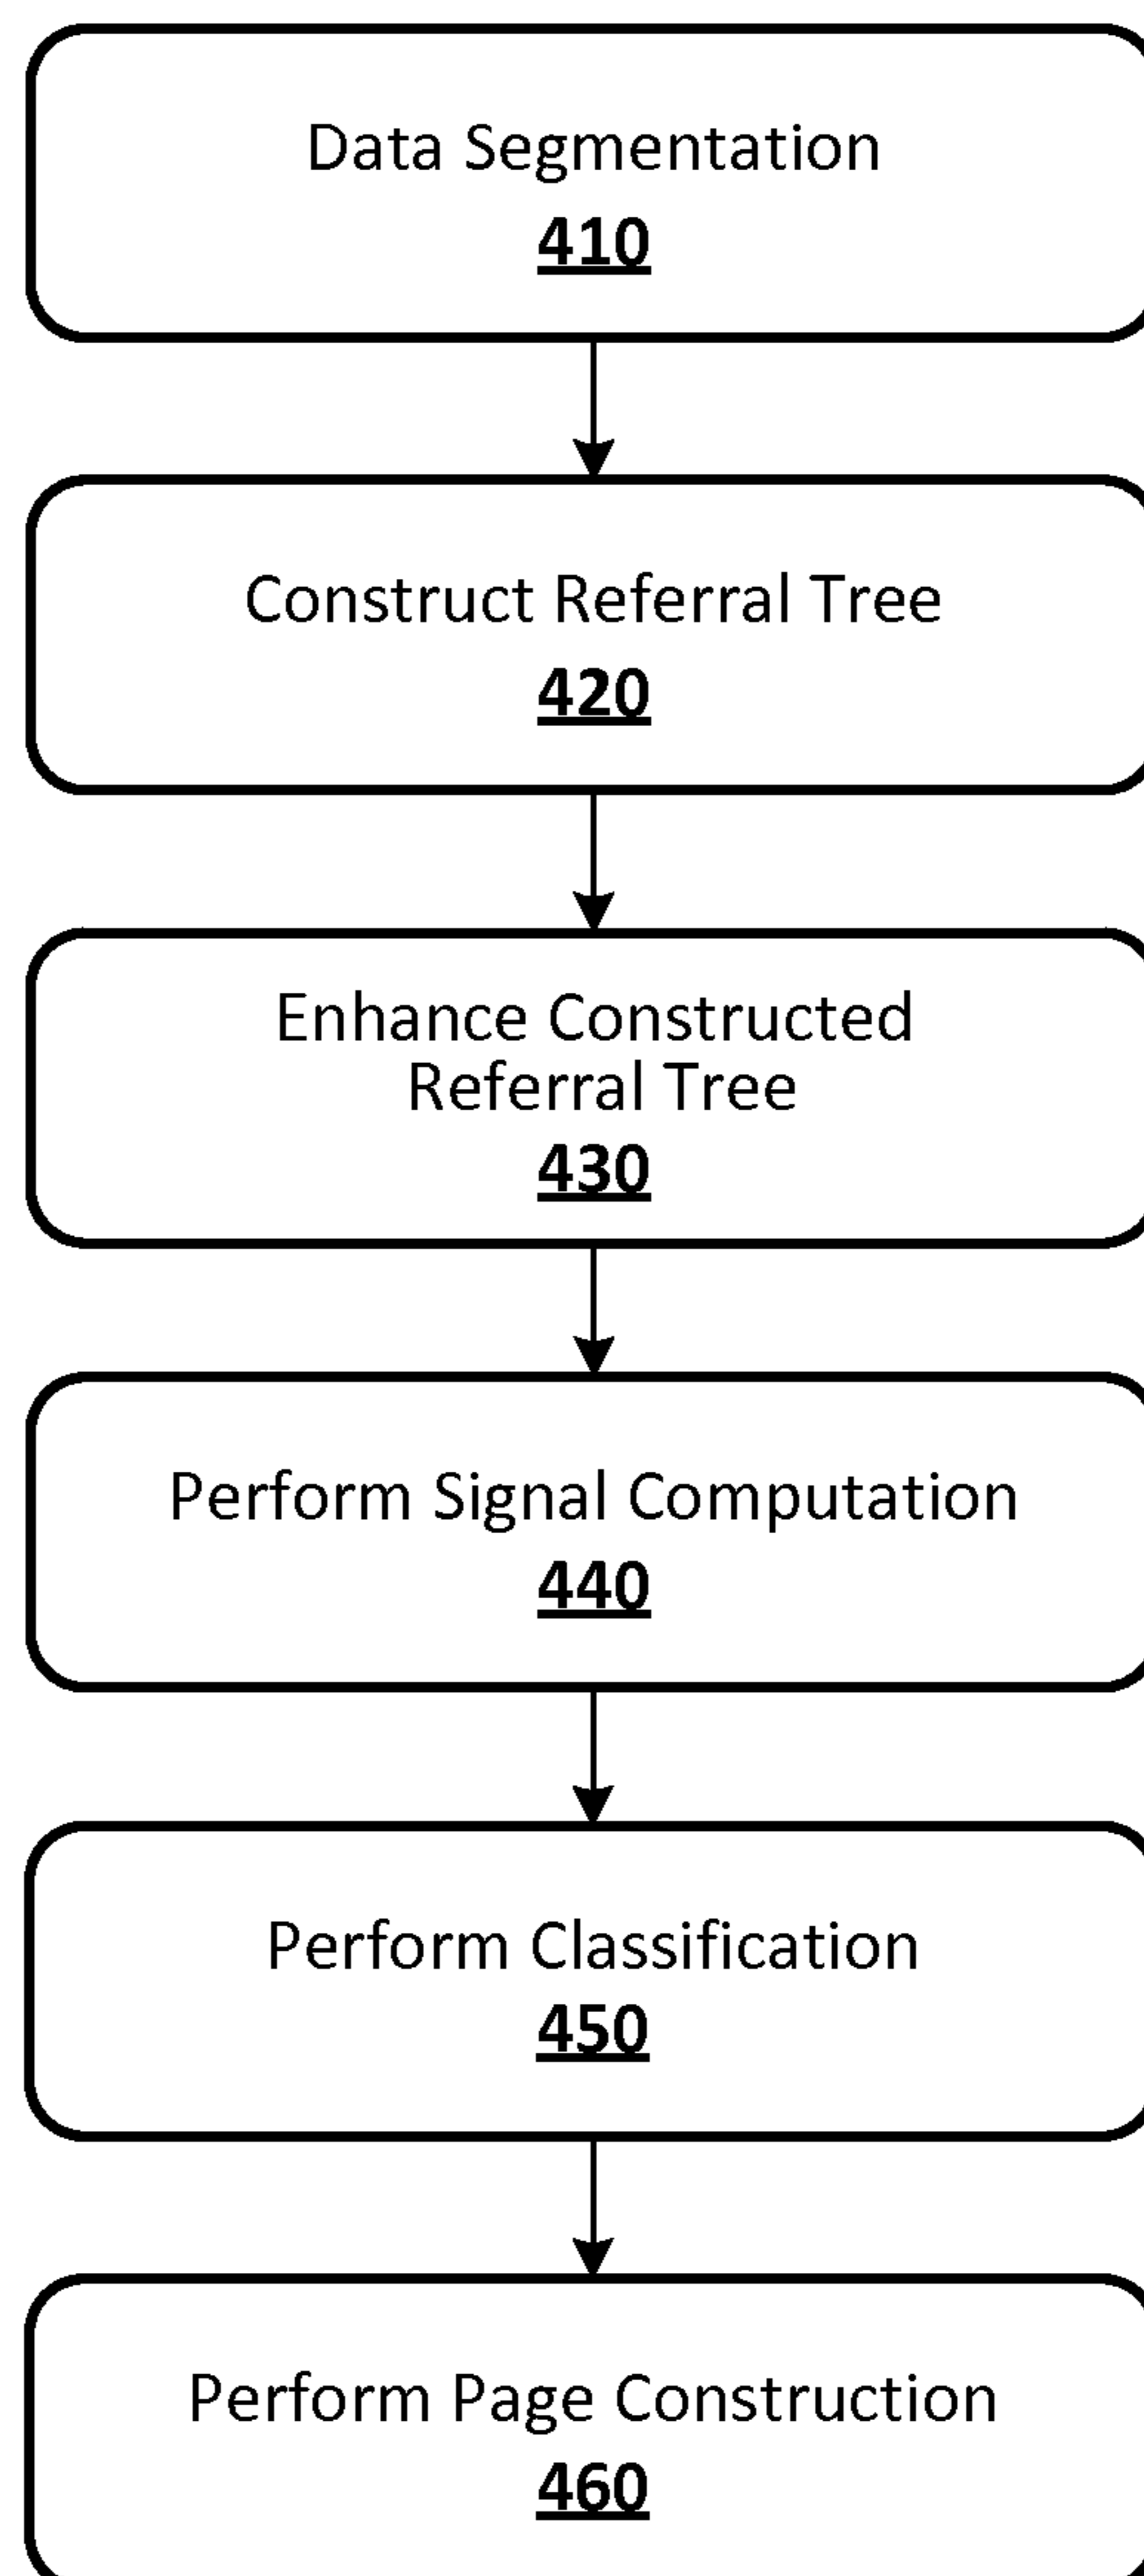 Data Segmentation
410
Construct Referral Tree
420
Enhance Constructed
Referral Tree
430
Perform Signal Computation
440
Perform Classification
450
Perform Page Construction
460